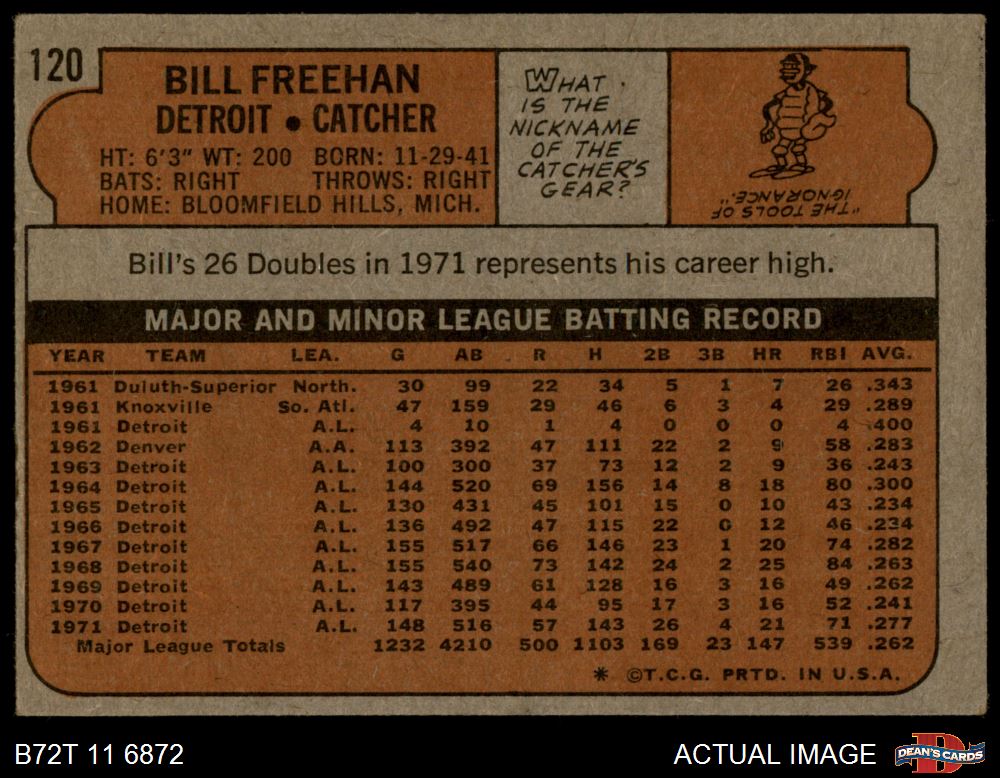 120
BILL FREEHAN
DETROIT • CATCHER
HT: 6'3" WT: 200 BORN: 11-29-41
BATS: RIGHT THROWS: RIGHT
HOME: BLOOMFIELD HILLS, MICH.
WHAT
IS THE
NICKNAME
OF THE
CATCHER'S
GEAR?
"THE TOOLS OF
IGNORANCE."
Bill's 26 Doubles in 1971 represents his career high.
MAJOR AND MINOR LEAGUE BATTING RECORD
YEAR TEAM LEA. G AB R H 2B 3B HR RBI AVG.
1961 Duluth-Superior North. 30 99 22 34 5 1 7 26 .343
1961 Knoxville So. Atl. 47 159 29 46 6 3 4 29 .289
1961 Detroit A.L. 4 10 1 4 0 0 0 4 .400
1962 Denver A.A. 113 392 47 111 22 2 9 58 .283
1963 Detroit A.L. 100 300 37 73 12 2 9 36 .243
1964 Detroit A.L. 144 520 69 156 14 8 18 80 .300
1965 Detroit A.L. 130 431 45 101 15 0 10 43 .234
1966 Detroit A.L. 136 492 47 115 22 0 12 46 .234
1967 Detroit A.L. 155 517 66 146 23 1 20 74 .282
1968 Detroit A.L. 155 540 73 142 24 2 25 84 .263
1969 Detroit A.L. 143 489 61 128 16 3 16 49 .262
1970 Detroit A.L. 117 395 44 95 17 3 16 52 .241
1971 Detroit A.L. 148 516 57 143 26 4 21 71 .277
Major League Totals 1232 4210 500 1103 169 23 147 539 .262
* ©T.C.G. PRTD. IN U.S.A.
B72T 11 6872
ACTUAL IMAGE
DEAN'S CARDS